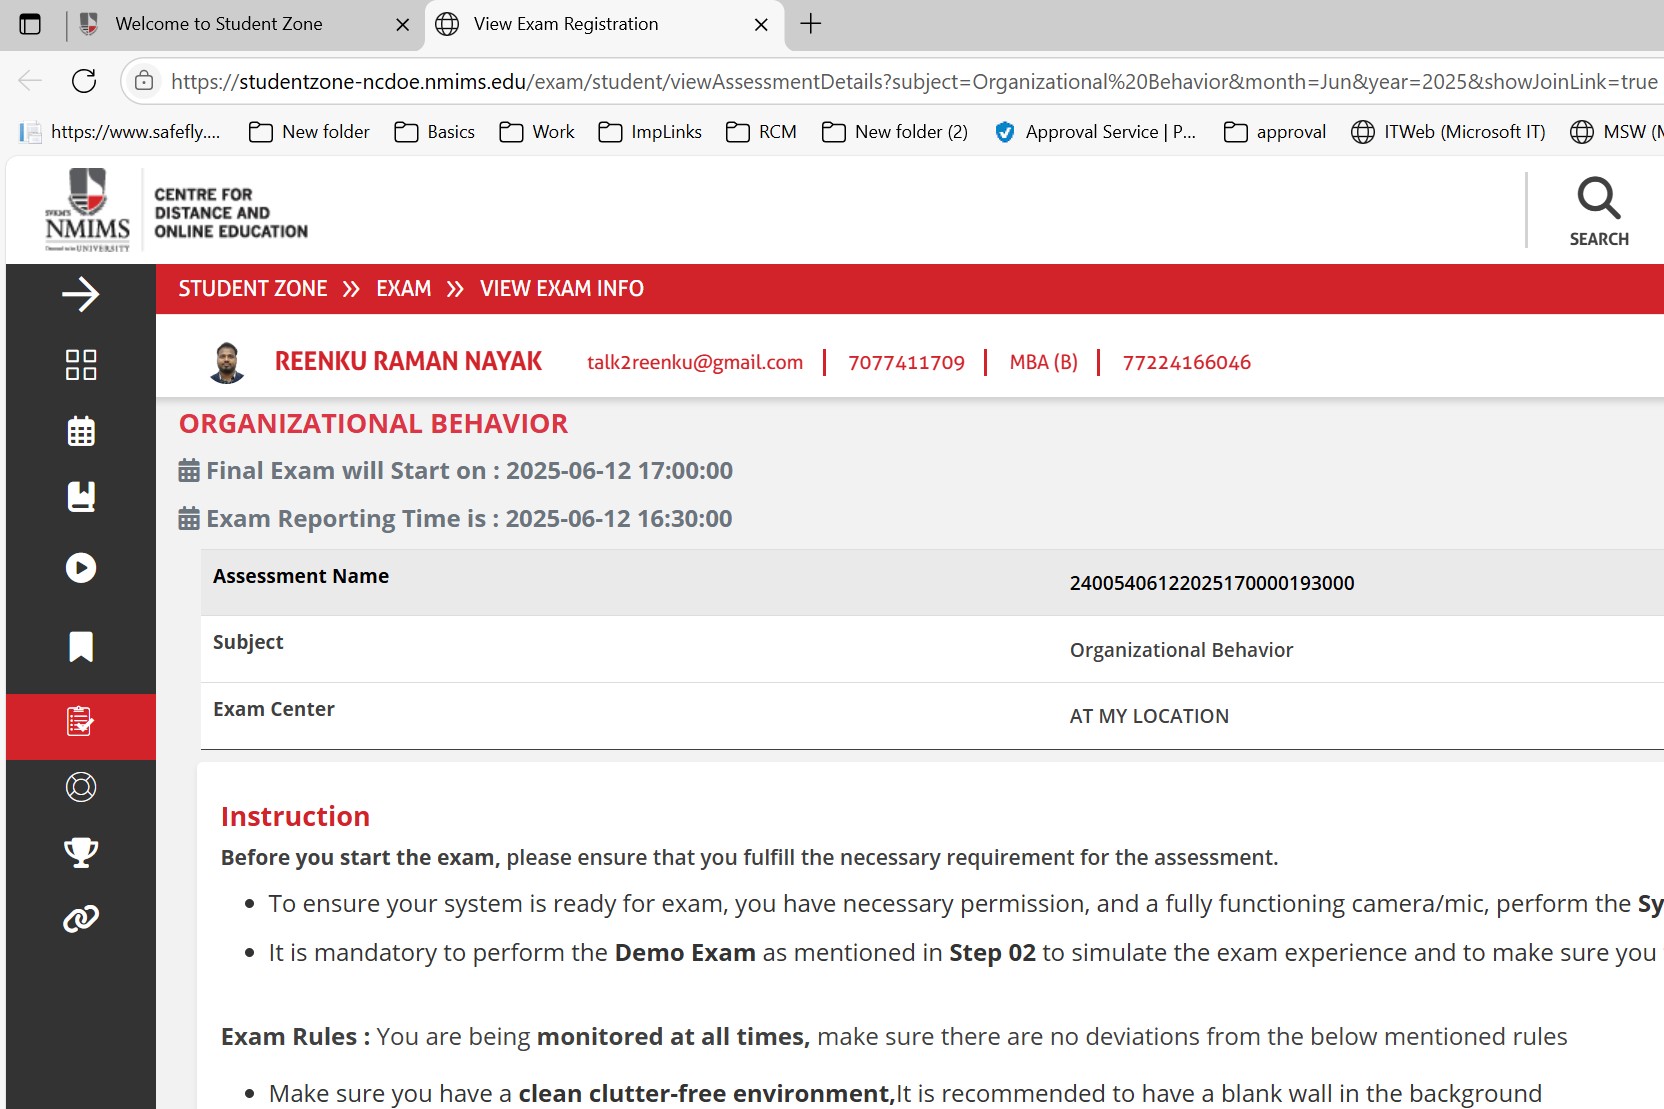 Welcome to Student Zone
View Exam Registration
https://studentzone-ncdoe.nmims.edu/exam/student/viewAssessmentDetails?subject=Organizational%20Behavior&month=Jun&year=2025&showJoinLink=true
https://www.safefly.... New folder Basics Work ImpLinks RCM New folder (2) Approval Service | P... approval ITWeb (Microsoft IT) MSW (M
SVKM'S
NMIMS
UNIVERSITY
CENTRE FOR
DISTANCE AND
ONLINE EDUCATION
SEARCH
STUDENT ZONE » EXAM » VIEW EXAM INFO
REENKU RAMAN NAYAK talk2reenku@gmail.com | 7077411709 | MBA (B) | 77224166046
ORGANIZATIONAL BEHAVIOR
Final Exam will Start on : 2025-06-12 17:00:00
Exam Reporting Time is : 2025-06-12 16:30:00
Assessment Name 24005406122025170000193000
Subject Organizational Behavior
Exam Center AT MY LOCATION
Instruction
Before you start the exam, please ensure that you fulfill the necessary requirement for the assessment.
• To ensure your system is ready for exam, you have necessary permission, and a fully functioning camera/mic, perform the Sy
• It is mandatory to perform the Demo Exam as mentioned in Step 02 to simulate the exam experience and to make sure you
Exam Rules : You are being monitored at all times, make sure there are no deviations from the below mentioned rules
• Make sure you have a clean clutter-free environment,It is recommended to have a blank wall in the background